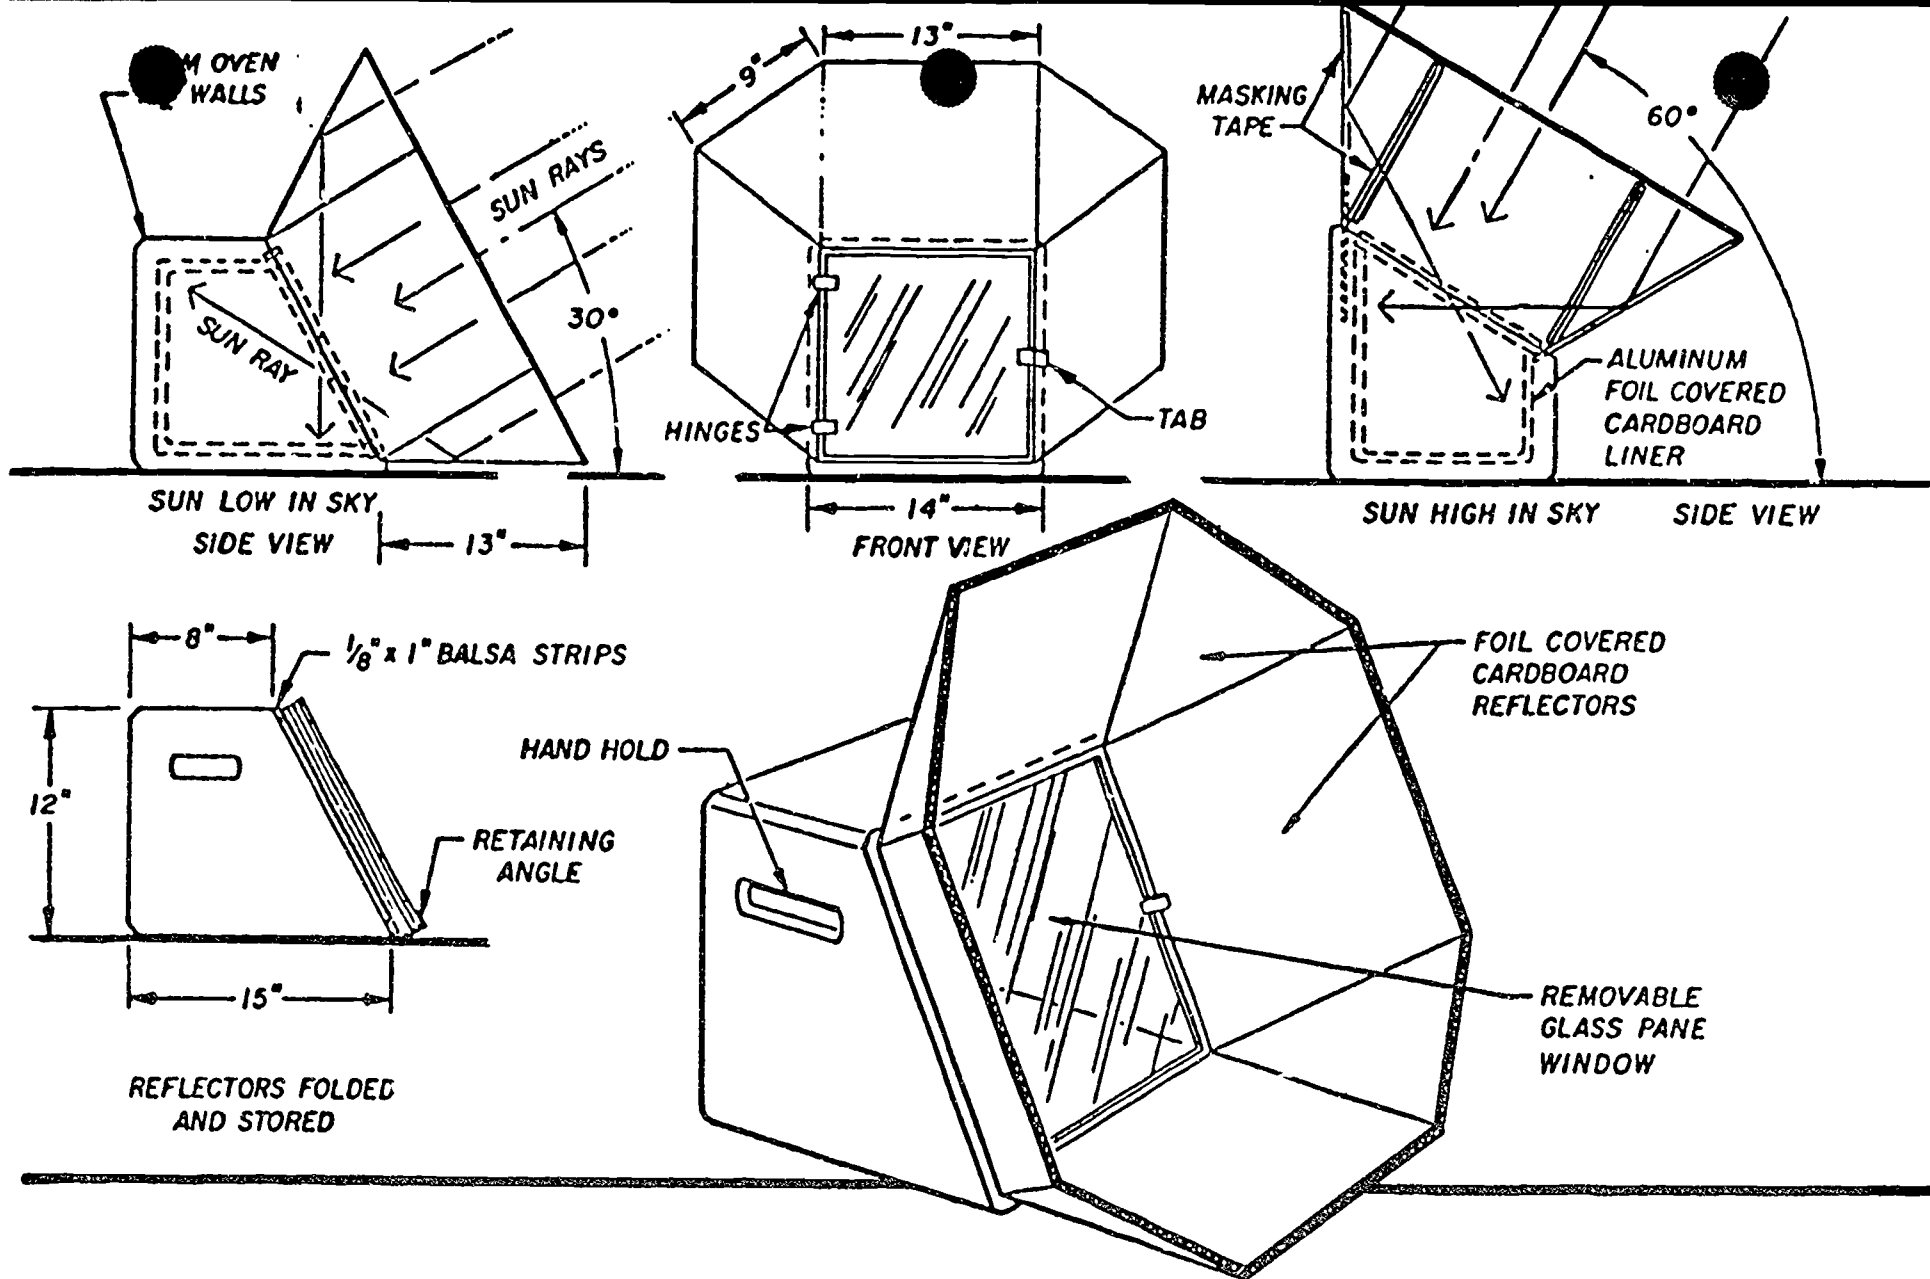 M OVEN
WALLS
SUN RAYS
30°
SUN RAY
SUN LOW IN SKY
SIDE VIEW
13"
9"
13"
HINGES
TAB
14"
FRONT VIEW
MASKING
TAPE
60°
ALUMINUM
FOIL COVERED
CARDBOARD
LINER
SUN HIGH IN SKY
SIDE VIEW
8"
1/8" x 1" BALSA STRIPS
12"
RETAINING
ANGLE
15"
REFLECTORS FOLDED
AND STORED
HAND HOLD
FOIL COVERED
CARDBOARD
REFLECTORS
REMOVABLE
GLASS PANE
WINDOW